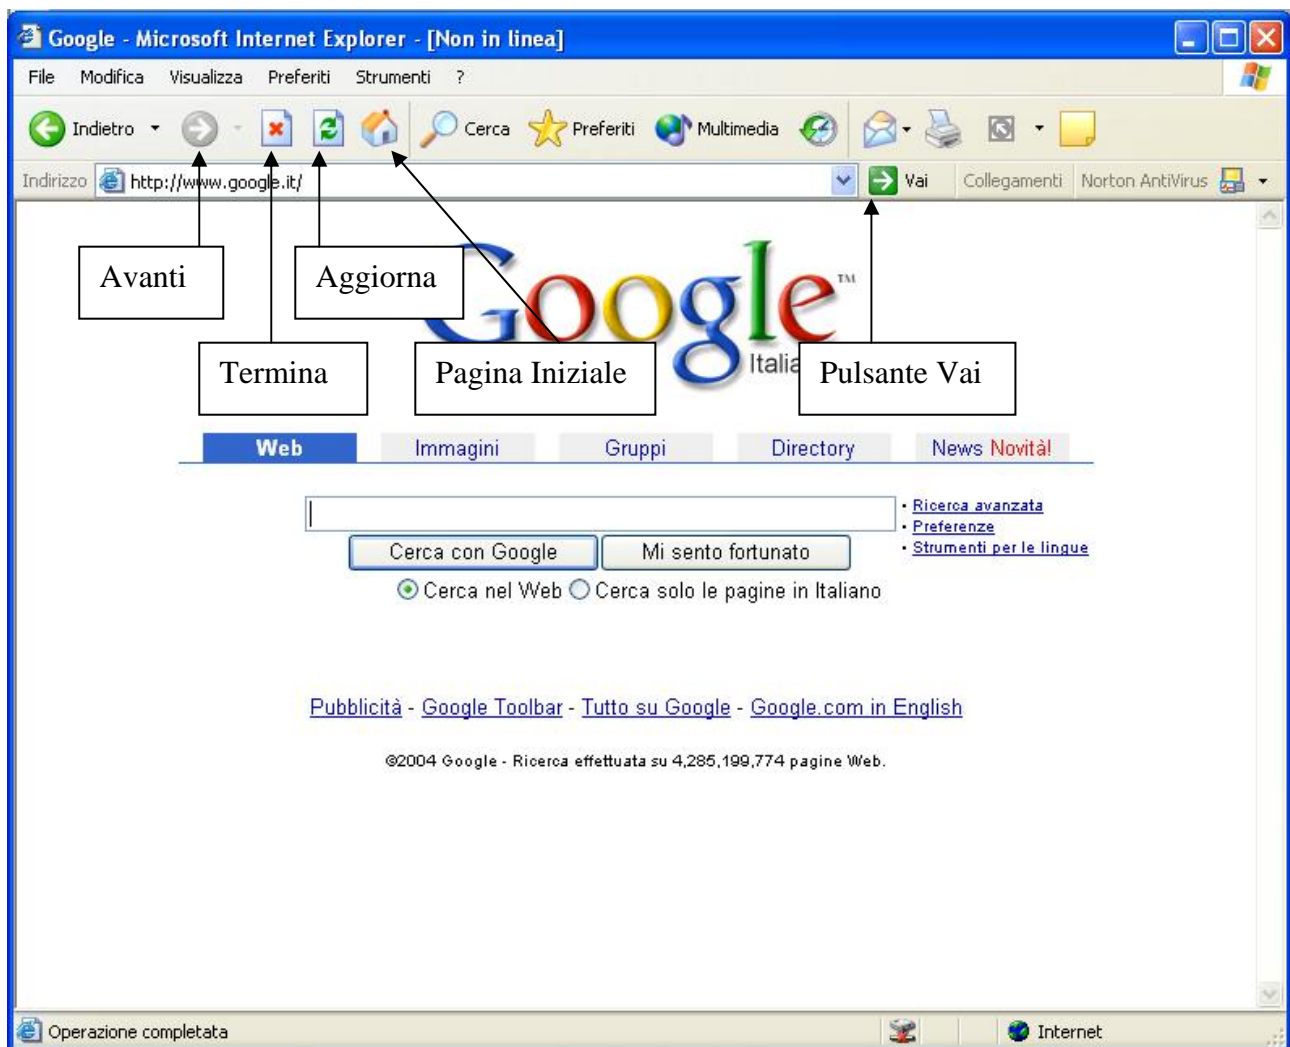 Google - Microsoft Internet Explorer - [Non in linea]
File Modifica Visualizza Preferiti Strumenti ?
Indietro Cerca Preferiti Multimedia
Indirizzo http://www.google.it/ Vai Collegamenti Norton AntiVirus
Avanti Aggiorna
Google TM
Italia
Termina Pagina Iniziale Pulsante Vai
Web Immagini Gruppi Directory News Novità!
• Ricerca avanzata
• Preferenze
• Strumenti per le lingue
Cerca con Google Mi sento fortunato
Cerca nel Web Cerca solo le pagine in Italiano
Pubblicità - Google Toolbar - Tutto su Google - Google.com in English
©2004 Google - Ricerca effettuata su 4,285,199,774 pagine Web.
Operazione completata Internet